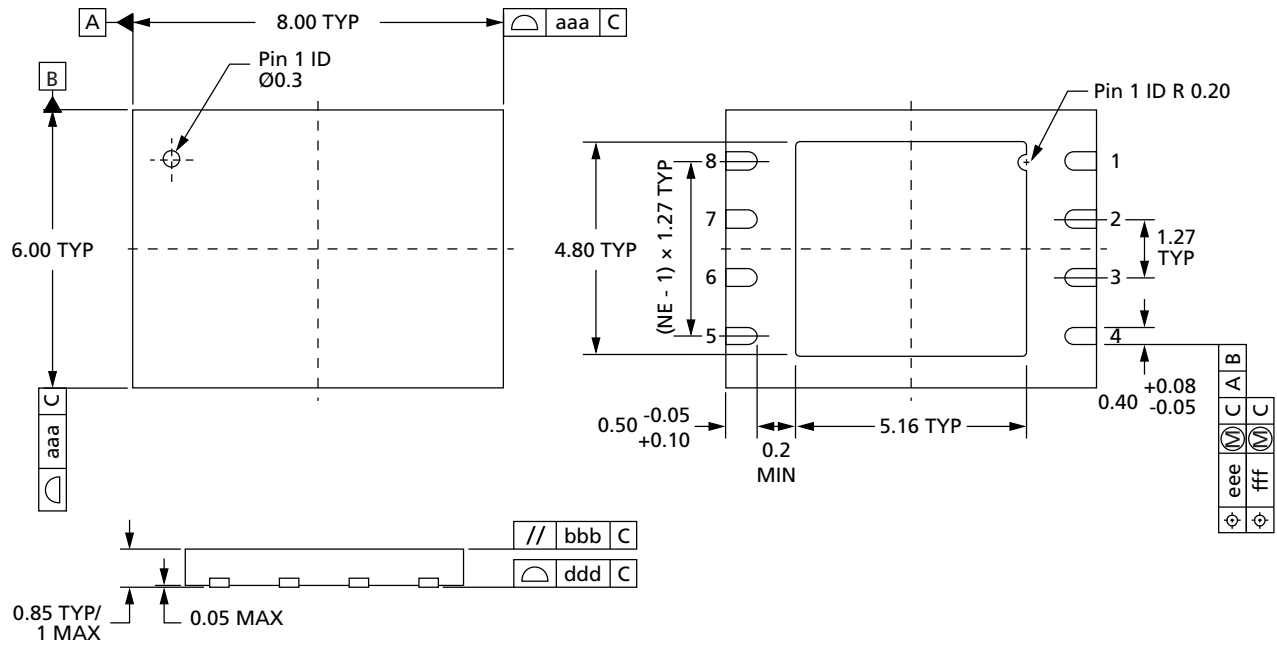 A
8.00 TYP
aaa C
Pin 1 ID
Ø0.3
B
6.00 TYP
aaa C
Pin 1 ID R 0.20
8
7
6
5
1
2
3
4
(NE - 1) × 1.27 TYP
4.80 TYP
1.27
TYP
0.50 -0.05
+0.10
0.2
MIN
5.16 TYP
0.40 +0.08
-0.05
eee M C A B
fff M C
// bbb C
ddd C
0.85 TYP/
1 MAX
0.05 MAX